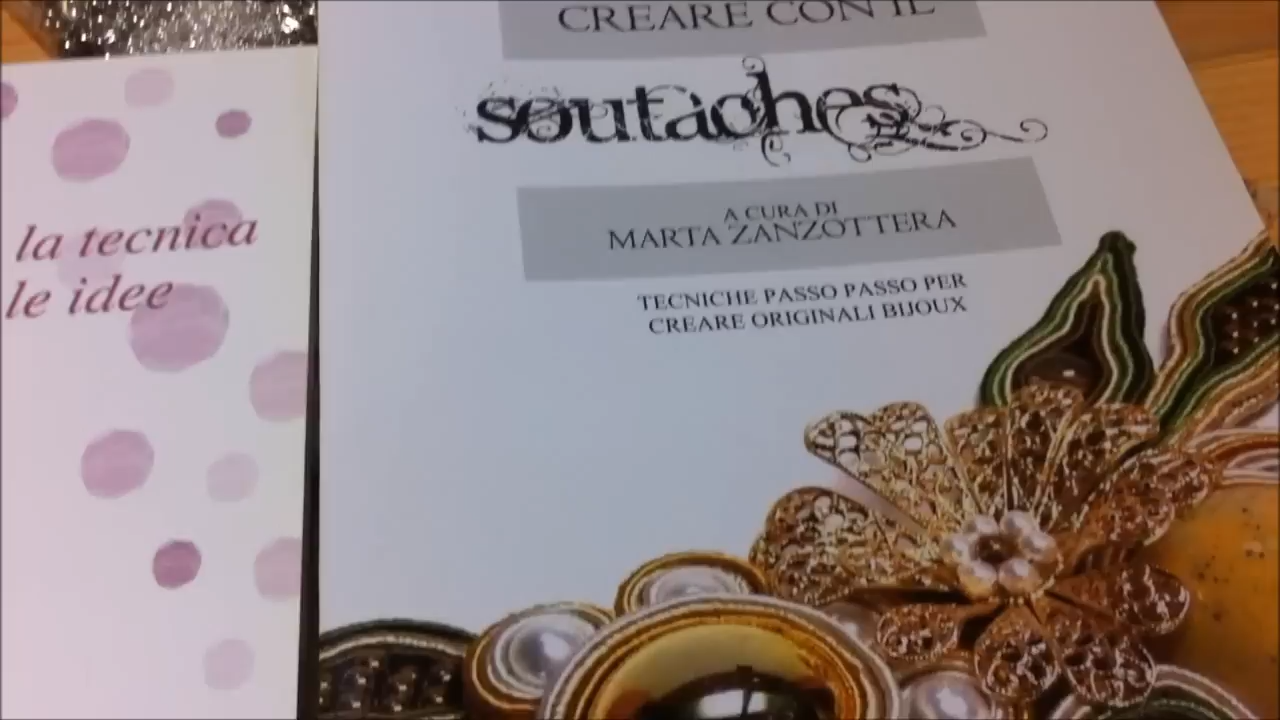 CREARE CON IL
soutaches
A CURA DI
MARTA ZANZOTTERA
TECNICHE PASSO PASSO PER
CREARE ORIGINALI BIJOUX
la tecnica
le idee